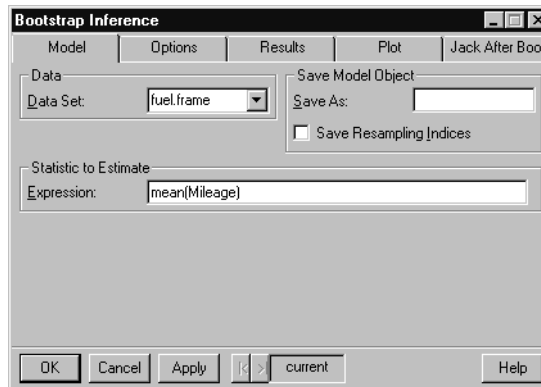 Bootstrap Inference
Model Options Results Plot Jack After Boo
Data
Data Set: fuel.frame
Save Model Object
Save As:
Save Resampling Indices
Statistic to Estimate
Expression: mean(Mileage)
OK Cancel Apply current Help